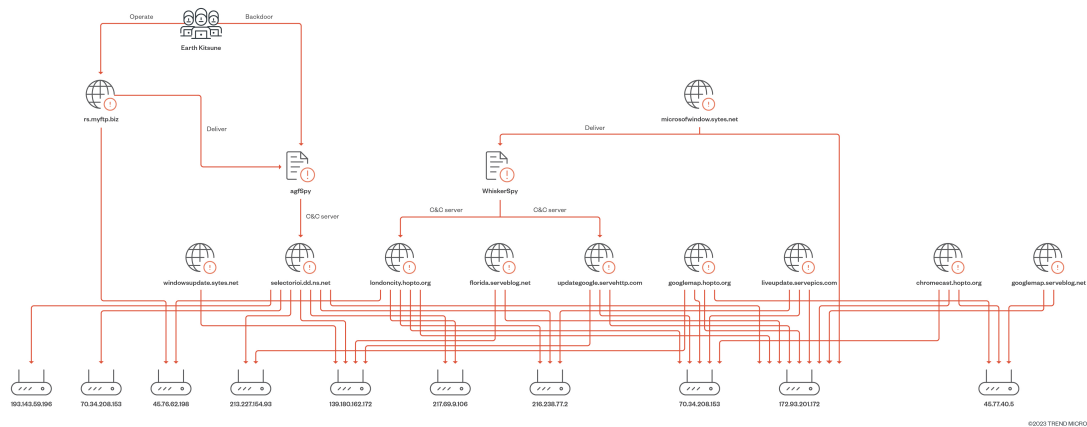 Operate
Backdoor
Earth Kitsune
rs.myftp.biz
microsofwindow.sytes.net
Deliver
Deliver
agfSpy
WhiskerSpy
C&C server
C&C server
C&C server
windowsupdate.sytes.net
selectorioi.dd.ns.net
londoncity.hopto.org
florida.serveblog.net
updategoogle.servehttp.com
googlemap.hopto.org
liveupdate.servepics.com
chromecast.hopto.org
googlemap.serveblog.net
193.143.59.196
70.34.208.153
45.76.62.198
213.227.154.93
139.180.162.172
217.69.9.106
216.238.77.2
70.34.208.153
172.93.201.172
45.77.40.5
©2023 TREND MICRO